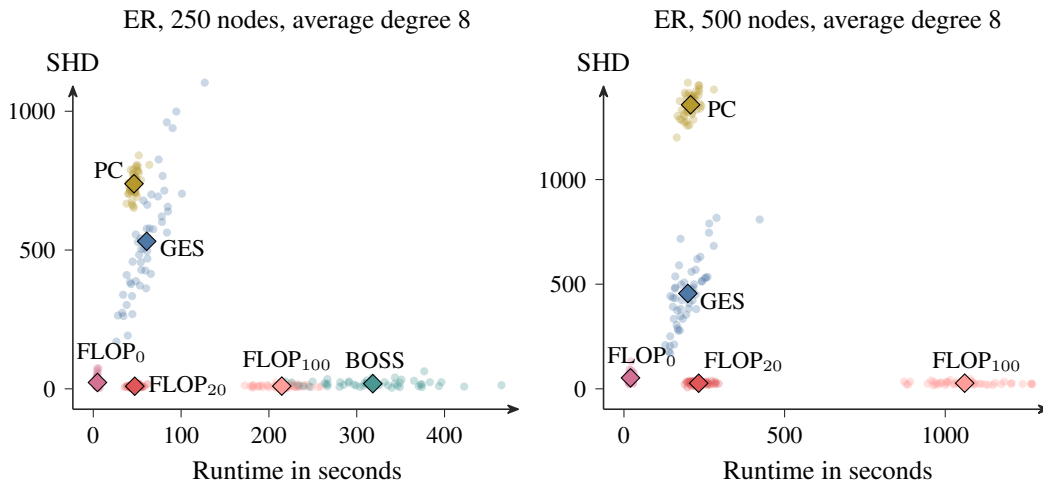 ER, 250 nodes, average degree 8
SHD
1000
500
0
PC
GES
FLOP₀
FLOP₂₀
FLOP₁₀₀
BOSS
0 100 200 300 400
Runtime in seconds
ER, 500 nodes, average degree 8
SHD
1000
500
0
PC
GES
FLOP₀
FLOP₂₀
FLOP₁₀₀
0 500 1000
Runtime in seconds